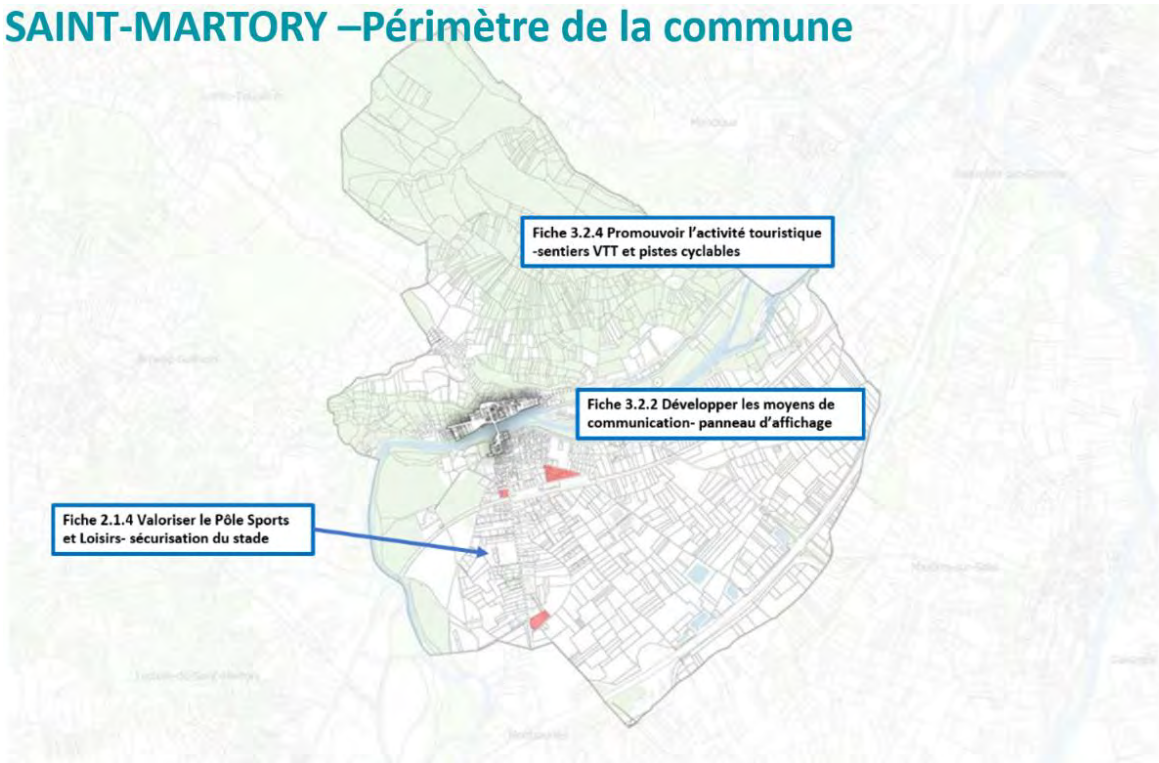 SAINT-MARTORY –Périmètre de la commune
Fiche 3.2.4 Promouvoir l’activité touristique
-sentiers VTT et pistes cyclables
Fiche 3.2.2 Développer les moyens de
communication- panneau d’affichage
Fiche 2.1.4 Valoriser le Pôle Sports
et Loisirs- sécurisation du stade